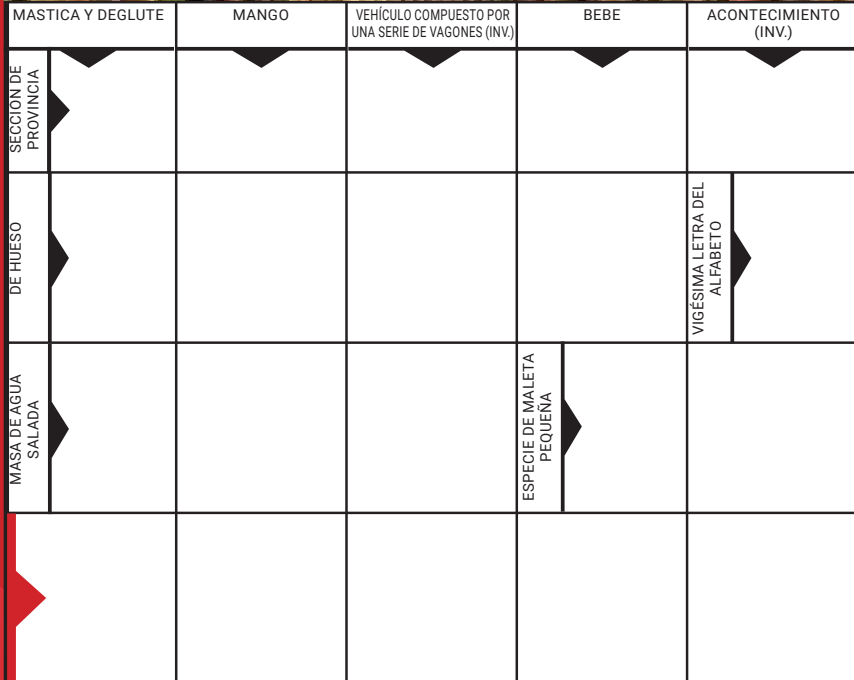 MASTICA Y DEGLUTE
MANGO
VEHÍCULO COMPUESTO POR
UNA SERIE DE VAGONES (INV.)
BEBE
ACONTECIMIENTO
(INV.)
SECCIÓN DE
PROVINCIA
DE HUESO
VIGÉSIMA LETRA DEL
ALFABETO
MASA DE AGUA
SALADA
ESPECIE DE MALETA
PEQUEÑA